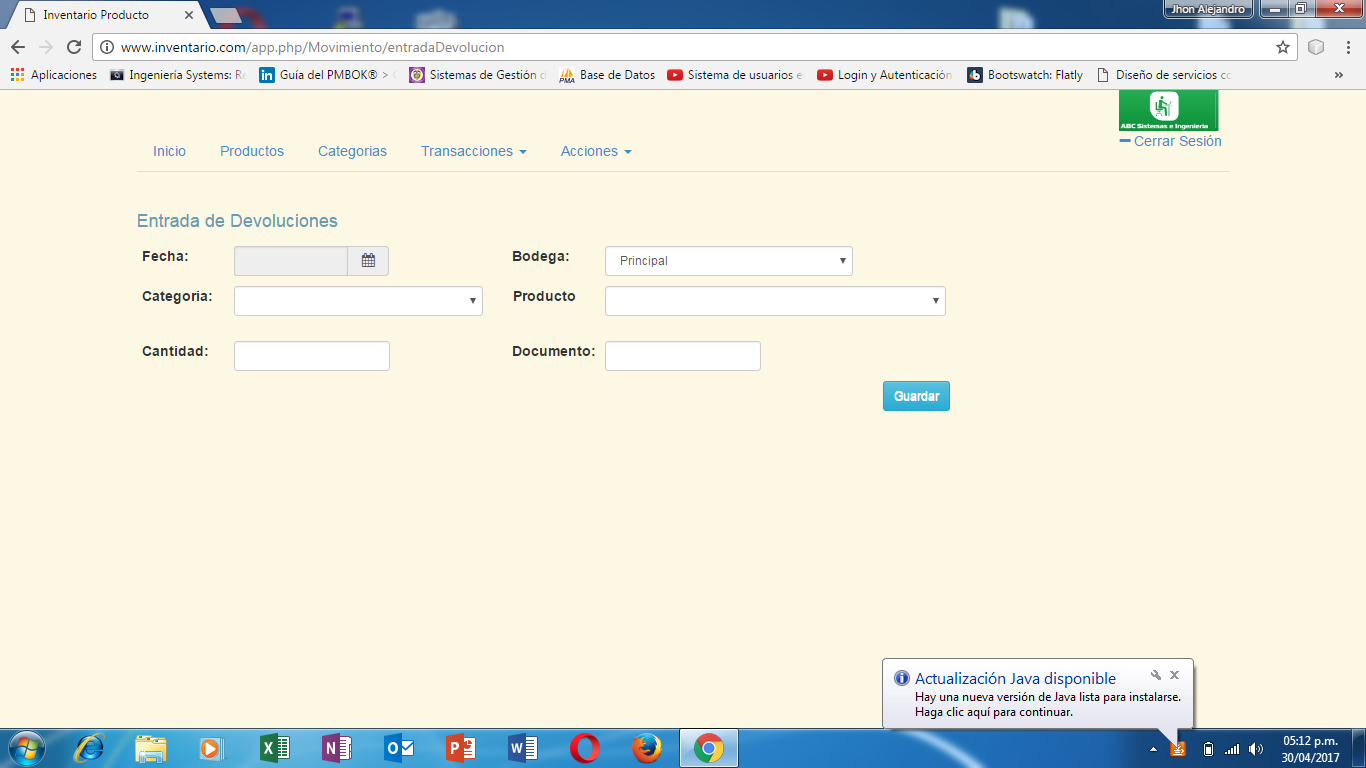 Inventario Producto
Jhon Alejandro
www.inventario.com/app.php/Movimiento/entradaDevolucion
Aplicaciones
Ingeniería Systems: Re
Guía del PMBOK® > C
Sistemas de Gestión d
PMA
Base de Datos
Sistema de usuarios e
Login y Autenticación
Bootswatch: Flatly
Diseño de servicios co
»
ABC Sistemas e Ingenieria
Cerrar Sesión
Inicio
Productos
Categorias
Transacciones
Acciones
Entrada de Devoluciones
Fecha:
Bodega:
Principal
Categoria:
Producto
Cantidad:
Documento:
Guardar
Actualización Java disponible
Hay una nueva versión de Java lista para instalarse.
Haga clic aquí para continuar.
05:12 p.m.
30/04/2017